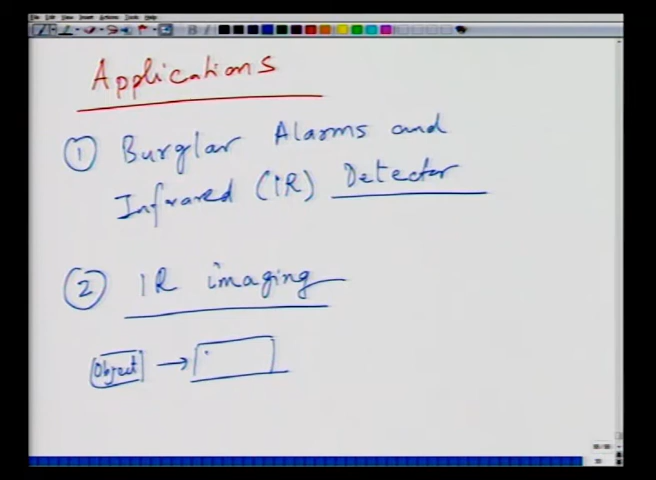 Applications
① Burglar Alarms and
Infrared (IR) Detector
② IR imaging
Object →